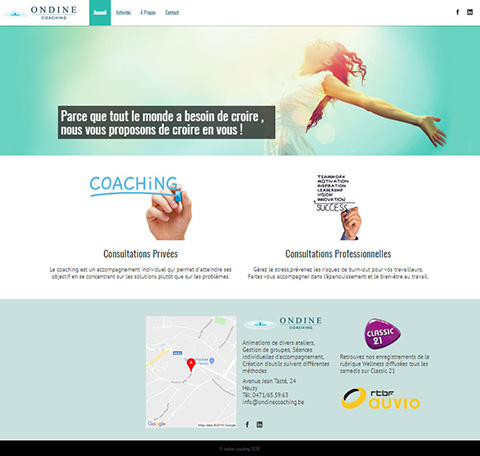 ONDINE
COACHING
Accueil Activités À Propos Contact
Parce que tout le monde a besoin de croire ,
nous vous proposons de croire en vous !
COACHiNG
TEAMWORK
MOTIVATION
INSPIRATION
LEADERSHIP
VISION
INNOVATION
SUCCESS
Consultations Privées
Le coaching est un accompagnement individuel qui permet d'atteindre ses
objectif en se concentrant sur les solutions plutôt que sur les problèmes.
Consultations Professionelles
Gérez le stress,prévenez les risques de burn-out pour vos travailleurs,
Faites vous accompagner dans l'épanouissement et le bien-être au travail.
Google
Map data ©2018 Google
ONDINE
COACHING
Animations de divers ateliers,
Gestion de groupes, Séances
individuelles d'accompagnement,
Création d'outils suivant différentes
méthodes
Avenue Jean Tasté, 24
Heusy
Tél: 0471/65.59.63
info@ondinecoaching.be
CLASSIC
21
Retrouvez nos enregistrements de la
rubrique Wellness diffusées tous les
samedis sur Classic 21
rtbf
auvio
© ondine coaching 2018